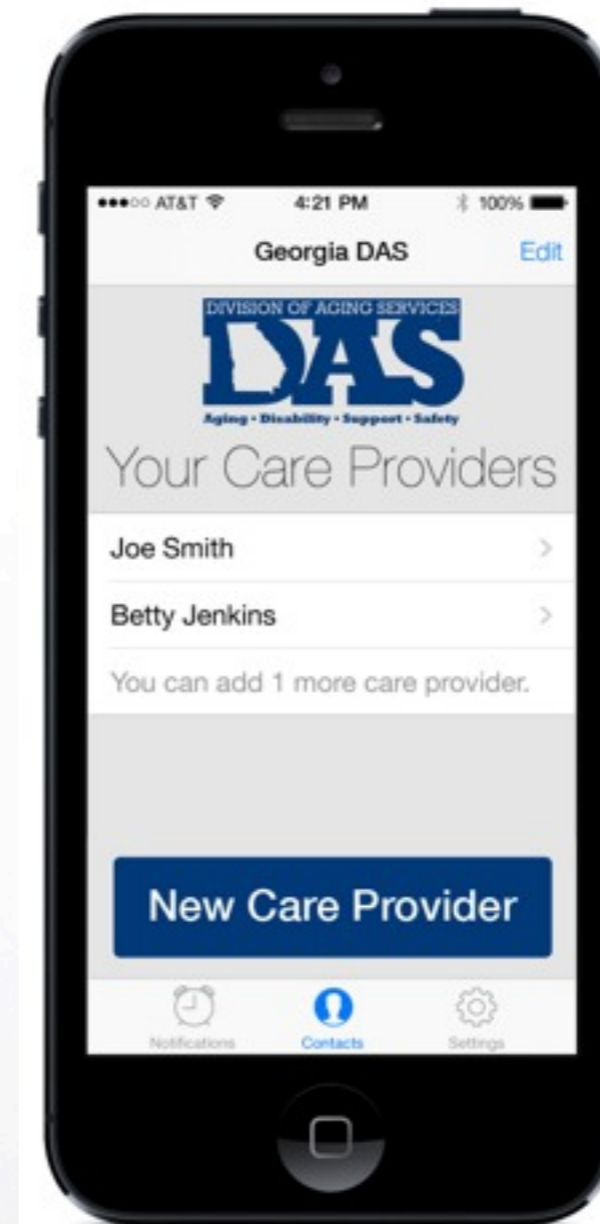 AT&T 4:21 PM 100%
Georgia DAS Edit
DIVISION OF AGING SERVICES
DAS
Aging • Disability • Support • Safety
Your Care Providers
Joe Smith
Betty Jenkins
You can add 1 more care provider.
New Care Provider
Notifications Contacts Settings